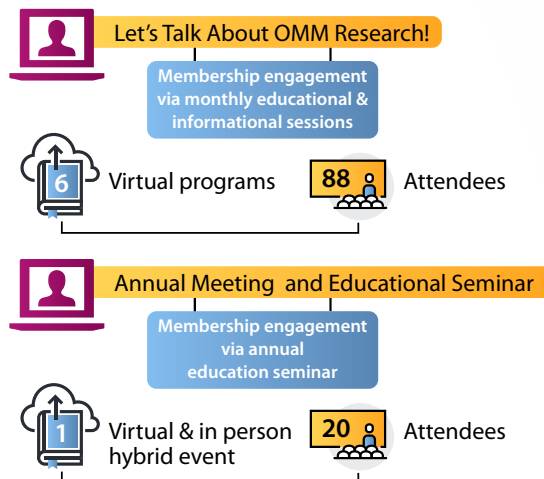 Let's Talk About OMM Research!
Membership engagement
via monthly educational &
informational sessions
6
Virtual programs
88
Attendees
Annual Meeting and Educational Seminar
Membership engagement
via annual
education seminar
1
Virtual & in person
hybrid event
20
Attendees